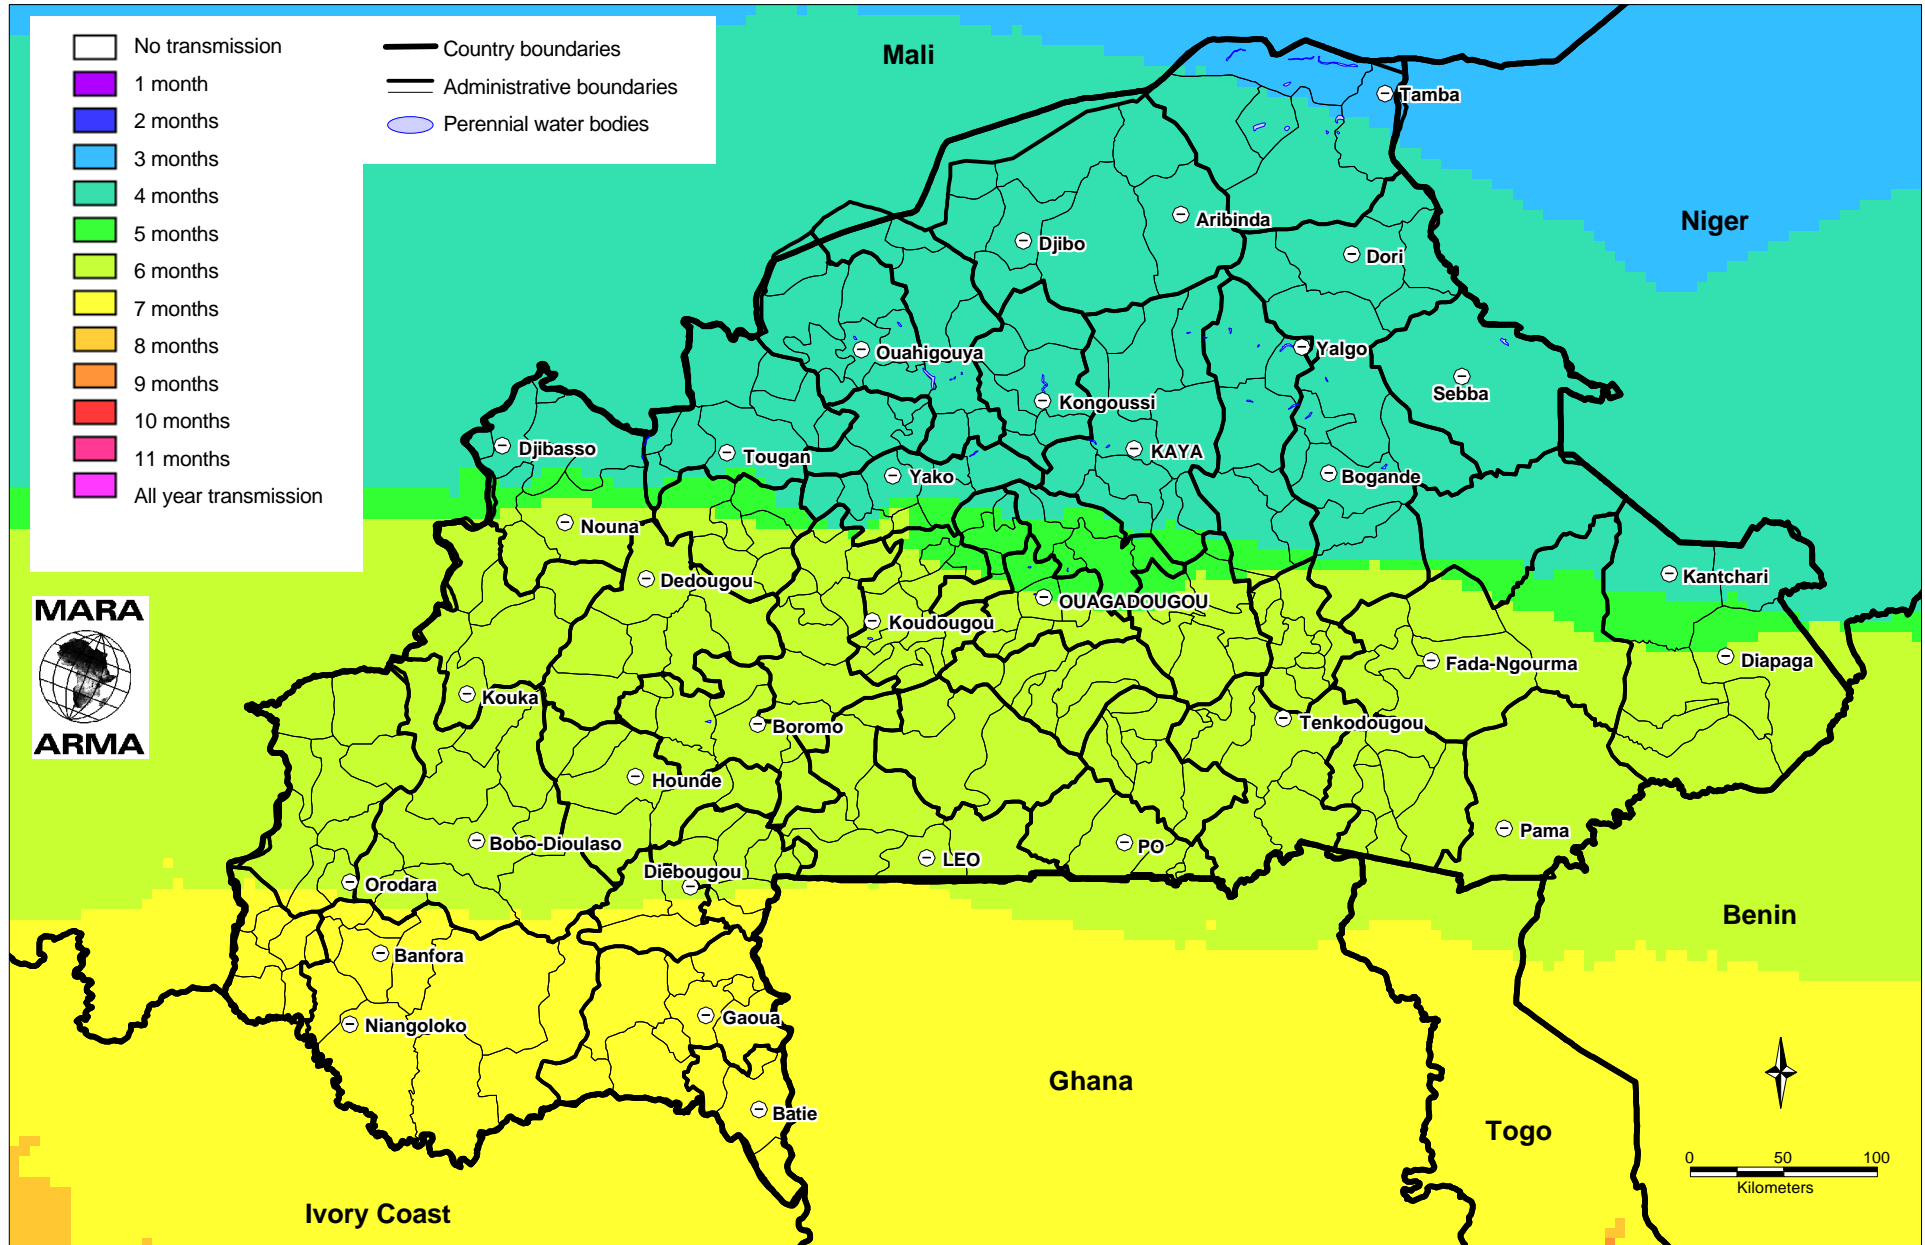 No transmission
1 month
2 months
3 months
4 months
5 months
6 months
7 months
8 months
9 months
10 months
11 months
All year transmission
Country boundaries
Administrative boundaries
Perennial water bodies
Mali
Tamba
Niger
Aribinda
Djibo
Dori
Ouahigouya
Yalgo
Sebba
Kongoussi
Djibasso
Tougan
KAYA
Yako
Bogande
Nouna
Dedougou
Kantchari
OUAGADOUGOU
Koudougou
MARA
ARMA
Fada-Ngourma
Diapaga
Kouka
Boromo
Tenkodougou
Hounde
Pama
Bobo-Dioulaso
PO
LEO
Diebougou
Orodara
Benin
Banfora
Gaoua
Niangoloko
Ghana
Batie
Togo
0 50 100
Kilometers
Ivory Coast